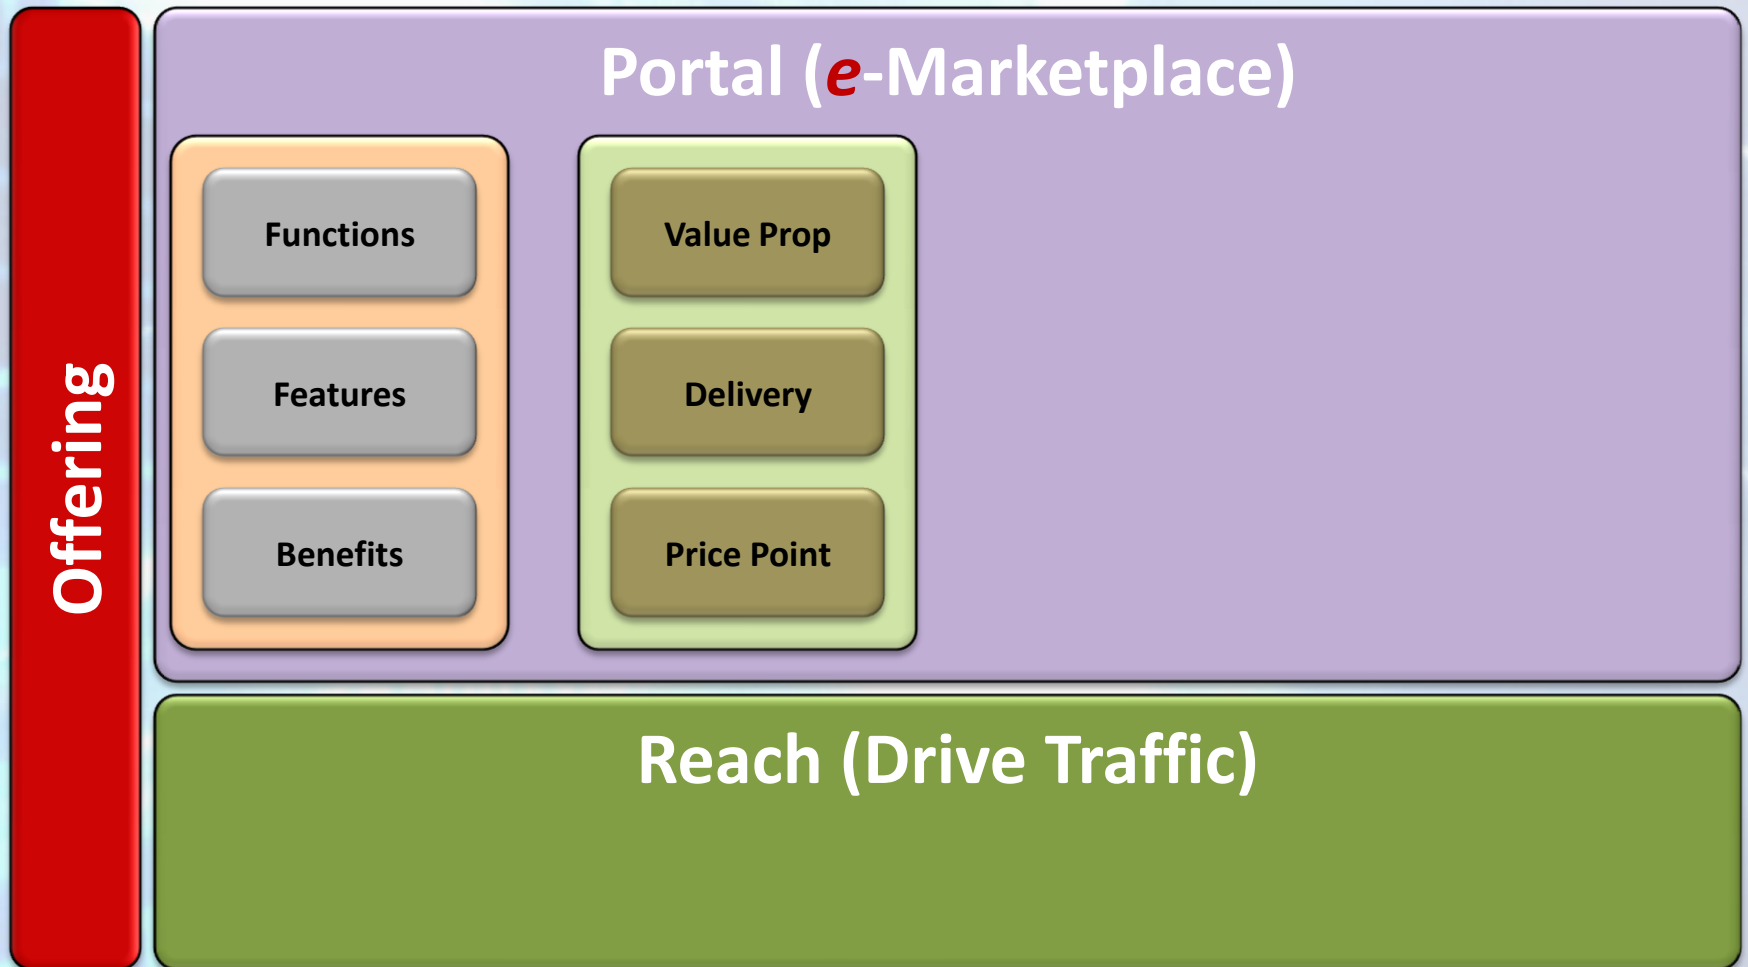 Offering
Portal (e-Marketplace)
Functions
Features
Benefits
Value Prop
Delivery
Price Point
Reach (Drive Traffic)